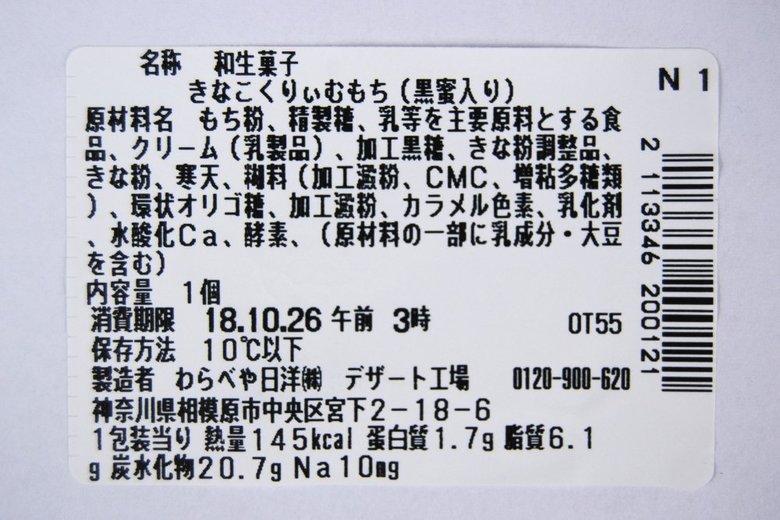 名称 和生菓子
きなこくりぃむもち（黒蜜入り）
N 1
原材料名 もち粉、精製糖、乳等を主要原料とする食
品、クリーム（乳製品）、加工黒糖、きな粉調整品、
きな粉、寒天、糊料（加工澱粉、CMC、増粘多糖類
）、環状オリゴ糖、加工澱粉、カラメル色素、乳化剤
、水酸化Ca、酵素、（原材料の一部に乳成分・大豆
を含む）
内容量 1個
消費期限 18.10.26 午前 3時 0T55
保存方法 10℃以下
製造者 わらべや日洋㈱ デザート工場 0120-900-620
神奈川県相模原市中央区宮下2-18-6
1包装当り 熱量145kcal 蛋白質1.7g 脂質6.1
g 炭水化物20.7g Na10mg
2 113346 200121